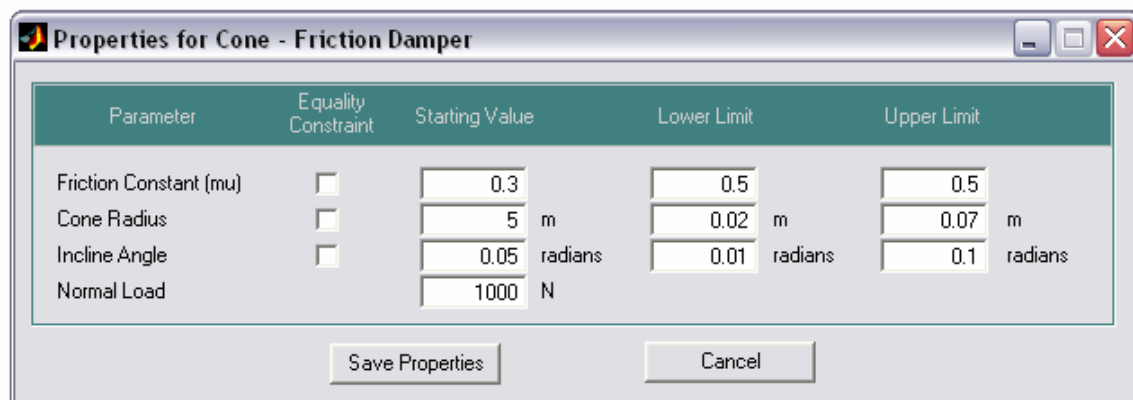 Properties for Cone - Friction Damper
Parameter Equality Constraint Starting Value Lower Limit Upper Limit
Friction Constant (mu) 0.3 0.5 0.5
Cone Radius 5 m 0.02 m 0.07 m
Incline Angle 0.05 radians 0.01 radians 0.1 radians
Normal Load 1000 N
Save Properties Cancel